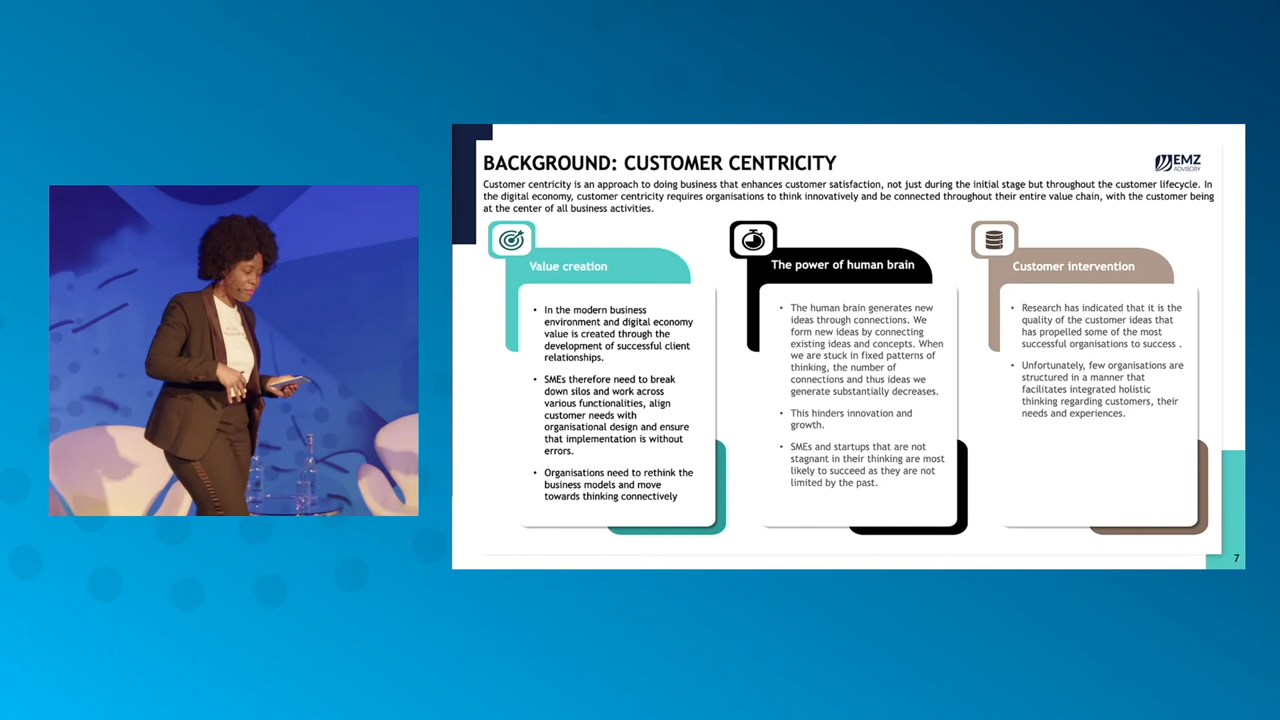 BACKGROUND: CUSTOMER CENTRICITY
EMZ
ADVISORY
Customer centricity is an approach to doing business that enhances customer satisfaction, not just during the initial stage but throughout the customer lifecycle. In
the digital economy, customer centricity requires organisations to think innovatively and be connected throughout their entire value chain, with the customer being
at the center of all business activities.
Value creation
• In the modern business
environment and digital economy
value is created through the
development of successful client
relationships.
• SMEs therefore need to break
down silos and work across
various functionalities, align
customer needs with
organisational design and ensure
that implementation is without
errors.
• Organisations need to rethink the
business models and move
towards thinking connectively
The power of human brain
• The human brain generates new
ideas through connections. We
form new ideas by connecting
existing ideas and concepts. When
we are stuck in fixed patterns of
thinking, the number of
connections and thus ideas we
generate substantially decreases.
• This hinders innovation and
growth.
• SMEs and startups that are not
stagnant in their thinking are most
likely to succeed as they are not
limited by the past.
Customer intervention
• Research has indicated that it is the
quality of the customer ideas that
has propelled some of the most
successful organisations to success .
• Unfortunately, few organisations are
structured in a manner that
facilitates integrated holistic
thinking regarding customers, their
needs and experiences.
7